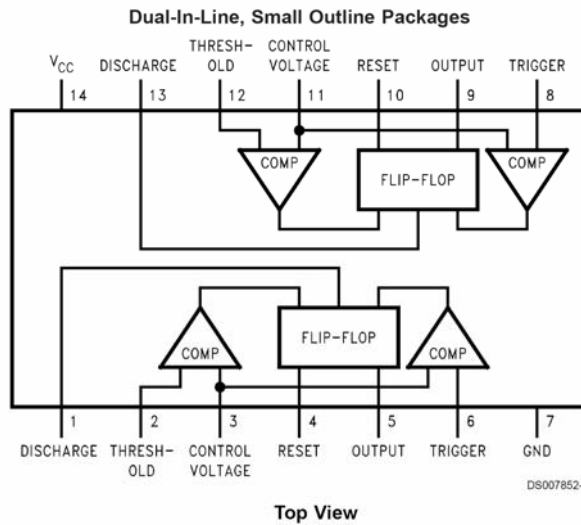 Dual-In-Line, Small Outline Packages
THRESH- CONTROL
VCC DISCHARGE OLD VOLTAGE RESET OUTPUT TRIGGER
14 13 12 11 10 9 8
COMP FLIP-FLOP COMP
COMP FLIP-FLOP COMP
1 2 3 4 5 6 7
DISCHARGE THRESH- CONTROL RESET OUTPUT TRIGGER GND
OLD VOLTAGE
DS007852-
Top View